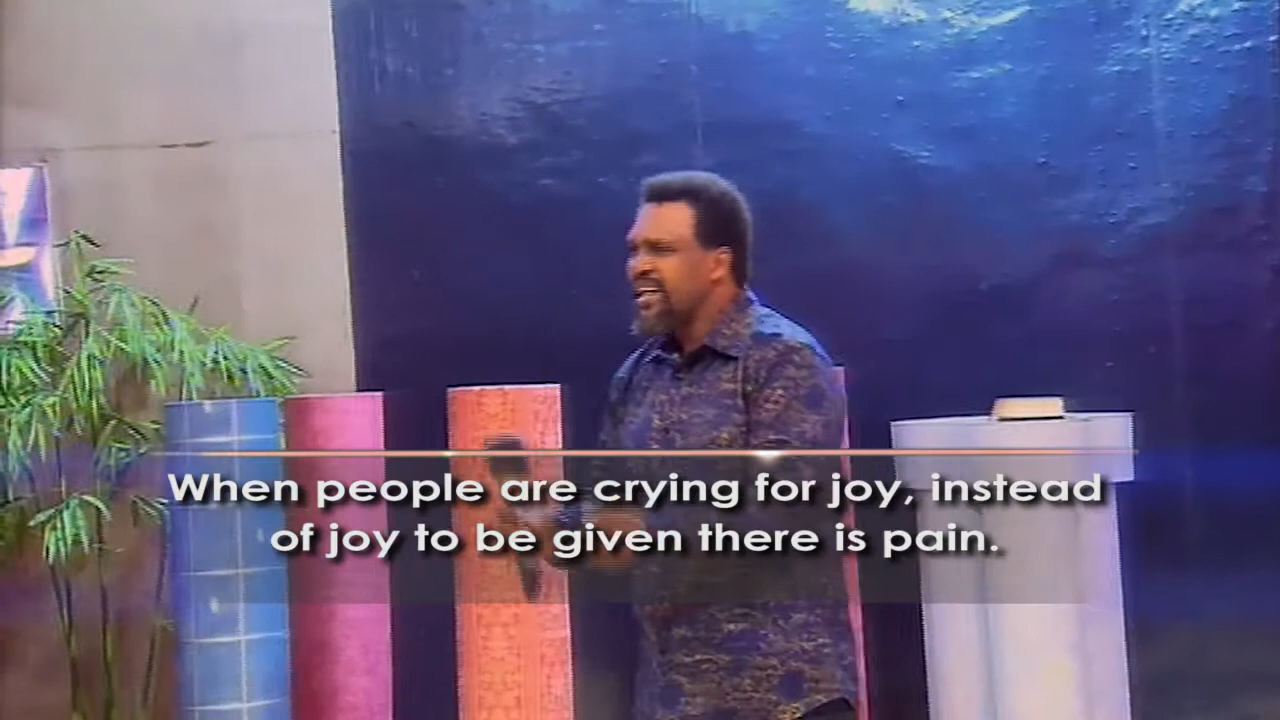 When people are crying for joy, instead
of joy to be given there is pain.